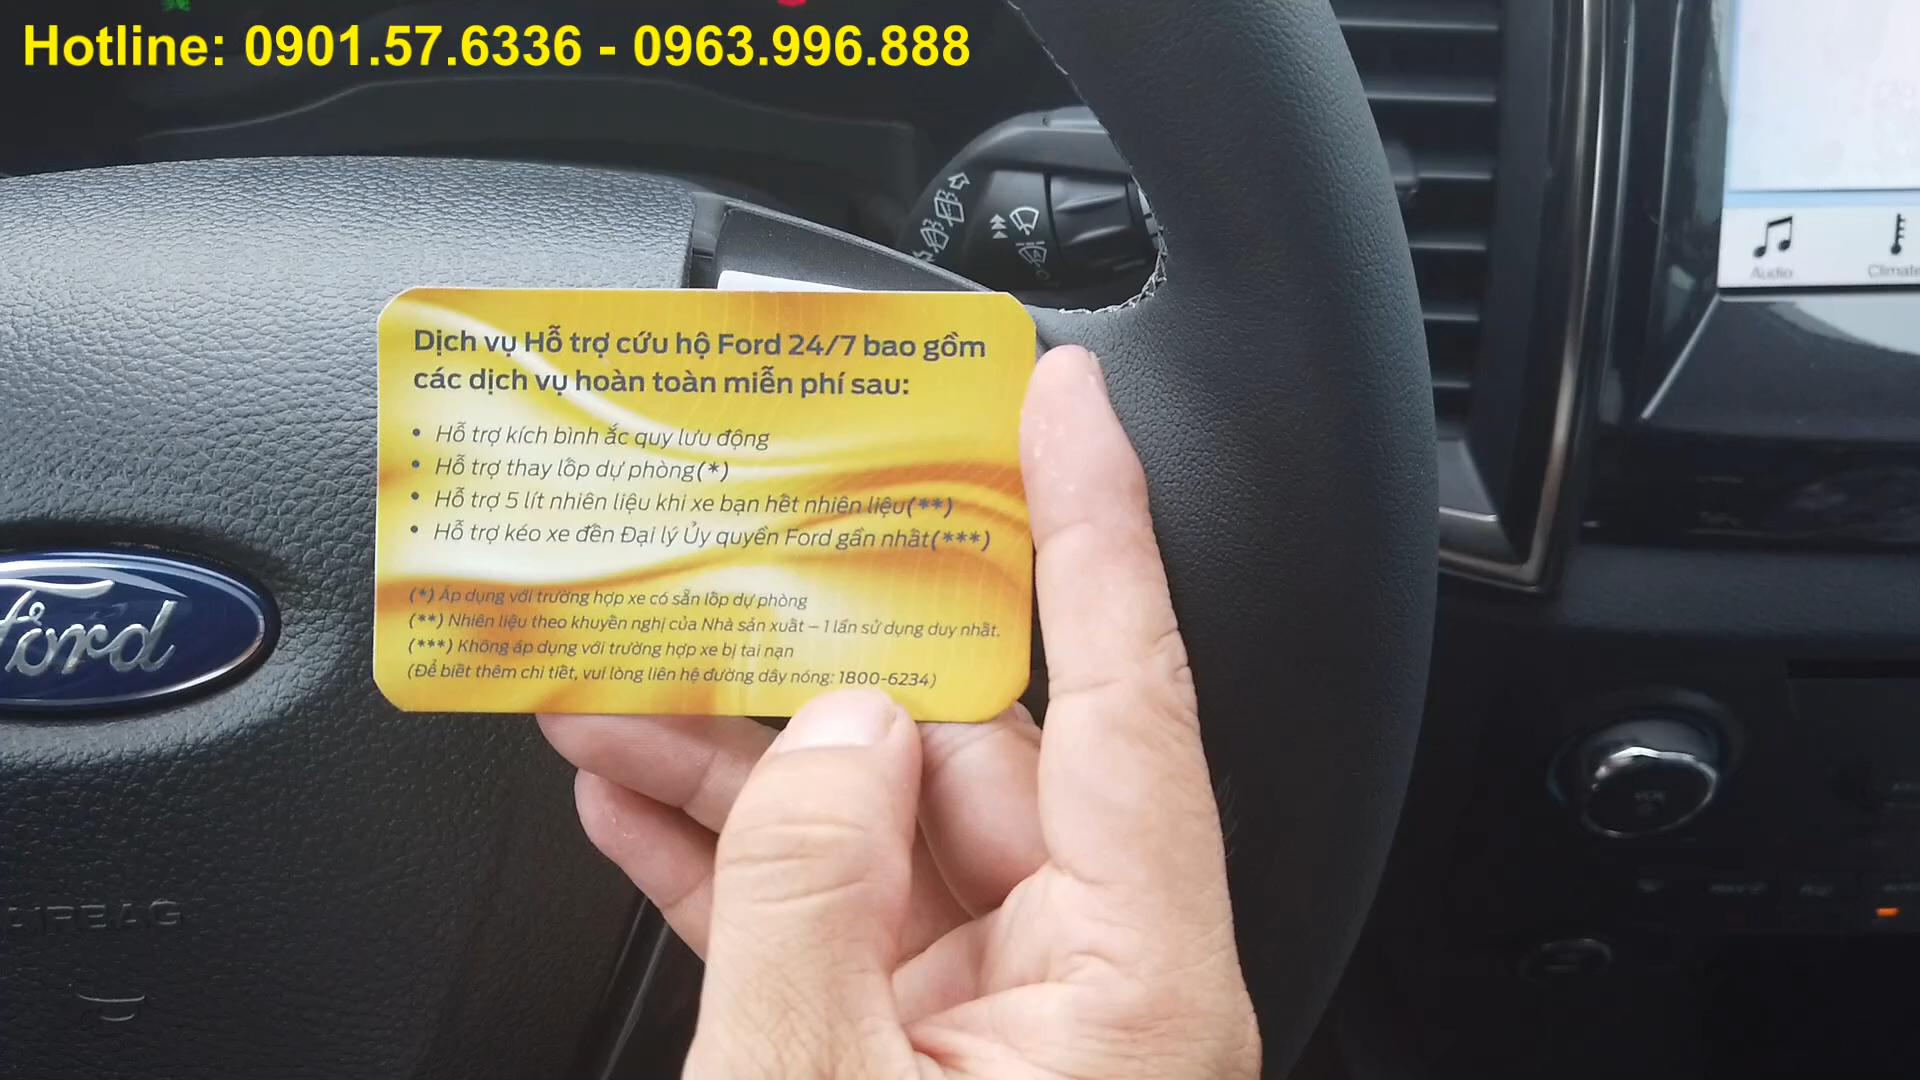 Hotline: 0901.57.6336 - 0963.996.888
Audio
Climate
Dịch vụ Hỗ trợ cứu hộ Ford 24/7 bao gồm
các dịch vụ hoàn toàn miễn phí sau:
• Hỗ trợ kích bình ắc quy lưu động
• Hỗ trợ thay lốp dự phòng(*)
• Hỗ trợ 5 lít nhiên liệu khi xe bạn hết nhiên liệu(**)
• Hỗ trợ kéo xe đến Đại lý Ủy quyền Ford gần nhất(***)
(*) Áp dụng với trường hợp xe có sẵn lốp dự phòng
(**) Nhiên liệu theo khuyến nghị của Nhà sản xuất – 1 lần sử dụng duy nhất.
(***) Không áp dụng với trường hợp xe bị tai nạn
(Để biết thêm chi tiết, vui lòng liên hệ đường dây nóng: 1800-6234)
Ford
AIRBAG